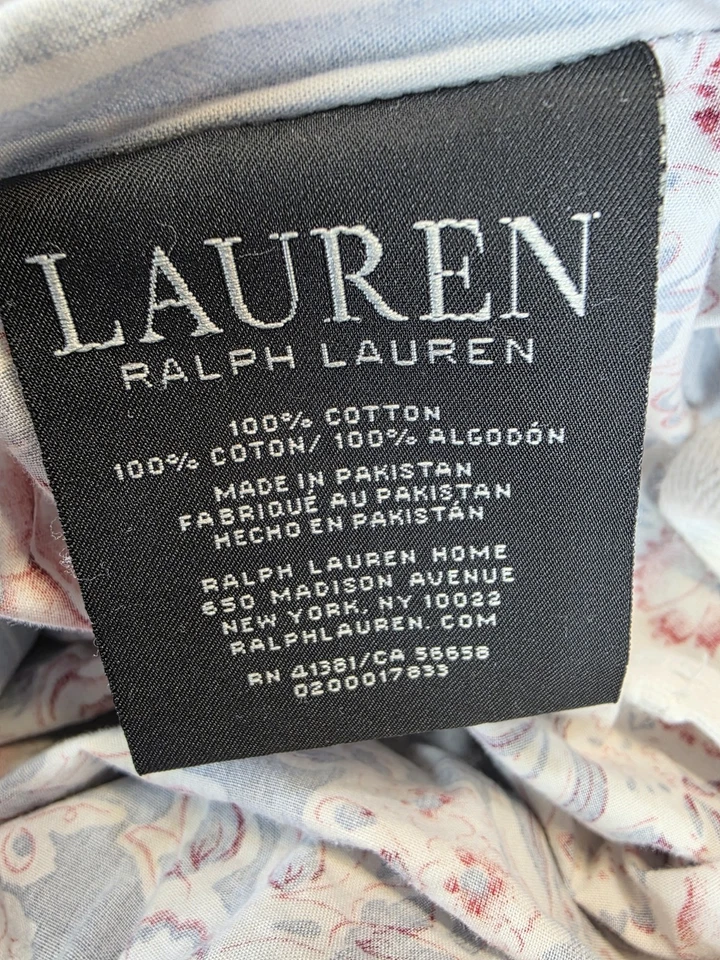 LAUREN
RALPH LAUREN
100% COTTON
100% COTON/ 100% ALGODÓN
MADE IN PAKISTAN
FABRIQUÉ AU PAKISTAN
HECHO EN PAKISTÁN
RALPH LAUREN HOME
650 MADISON AVENUE
NEW YORK, NY 10022
RALPHLAUREN.COM
RN 41381/CA 56658
0200017833